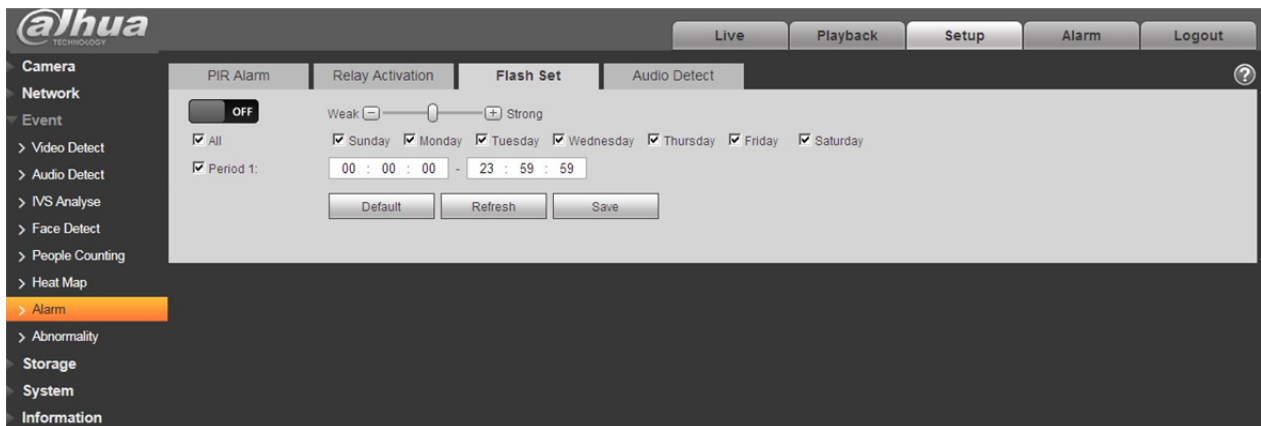 alhua
TECHNOLOGY
Live Playback Setup Alarm Logout
Camera
Network
Event
> Video Detect
> Audio Detect
> IVS Analyse
> Face Detect
> People Counting
> Heat Map
> Alarm
> Abnormality
Storage
System
Information
PIR Alarm Relay Activation Flash Set Audio Detect
?
OFF Weak - + Strong
All Sunday Monday Tuesday Wednesday Thursday Friday Saturday
Period 1: 00 : 00 : 00 - 23 : 59 : 59
Default Refresh Save